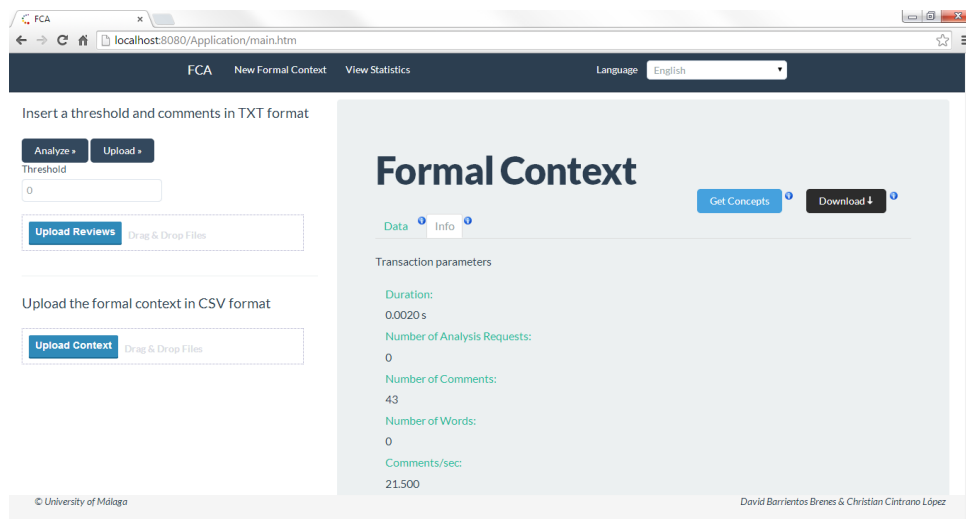 FCA
localhost:8080/Application/main.htm
FCA New Formal Context View Statistics Language English
Insert a threshold and comments in TXT format
Analyze » Upload »
Threshold
0
Upload Reviews Drag & Drop Files
Upload the formal context in CSV format
Upload Context Drag & Drop Files
Formal Context
Get Concepts Download
Data Info
Transaction parameters
Duration:
0.0020 s
Number of Analysis Requests:
0
Number of Comments:
43
Number of Words:
0
Comments/sec:
21.500
© University of Málaga David Barrientos Brenes & Christian Cintrano López